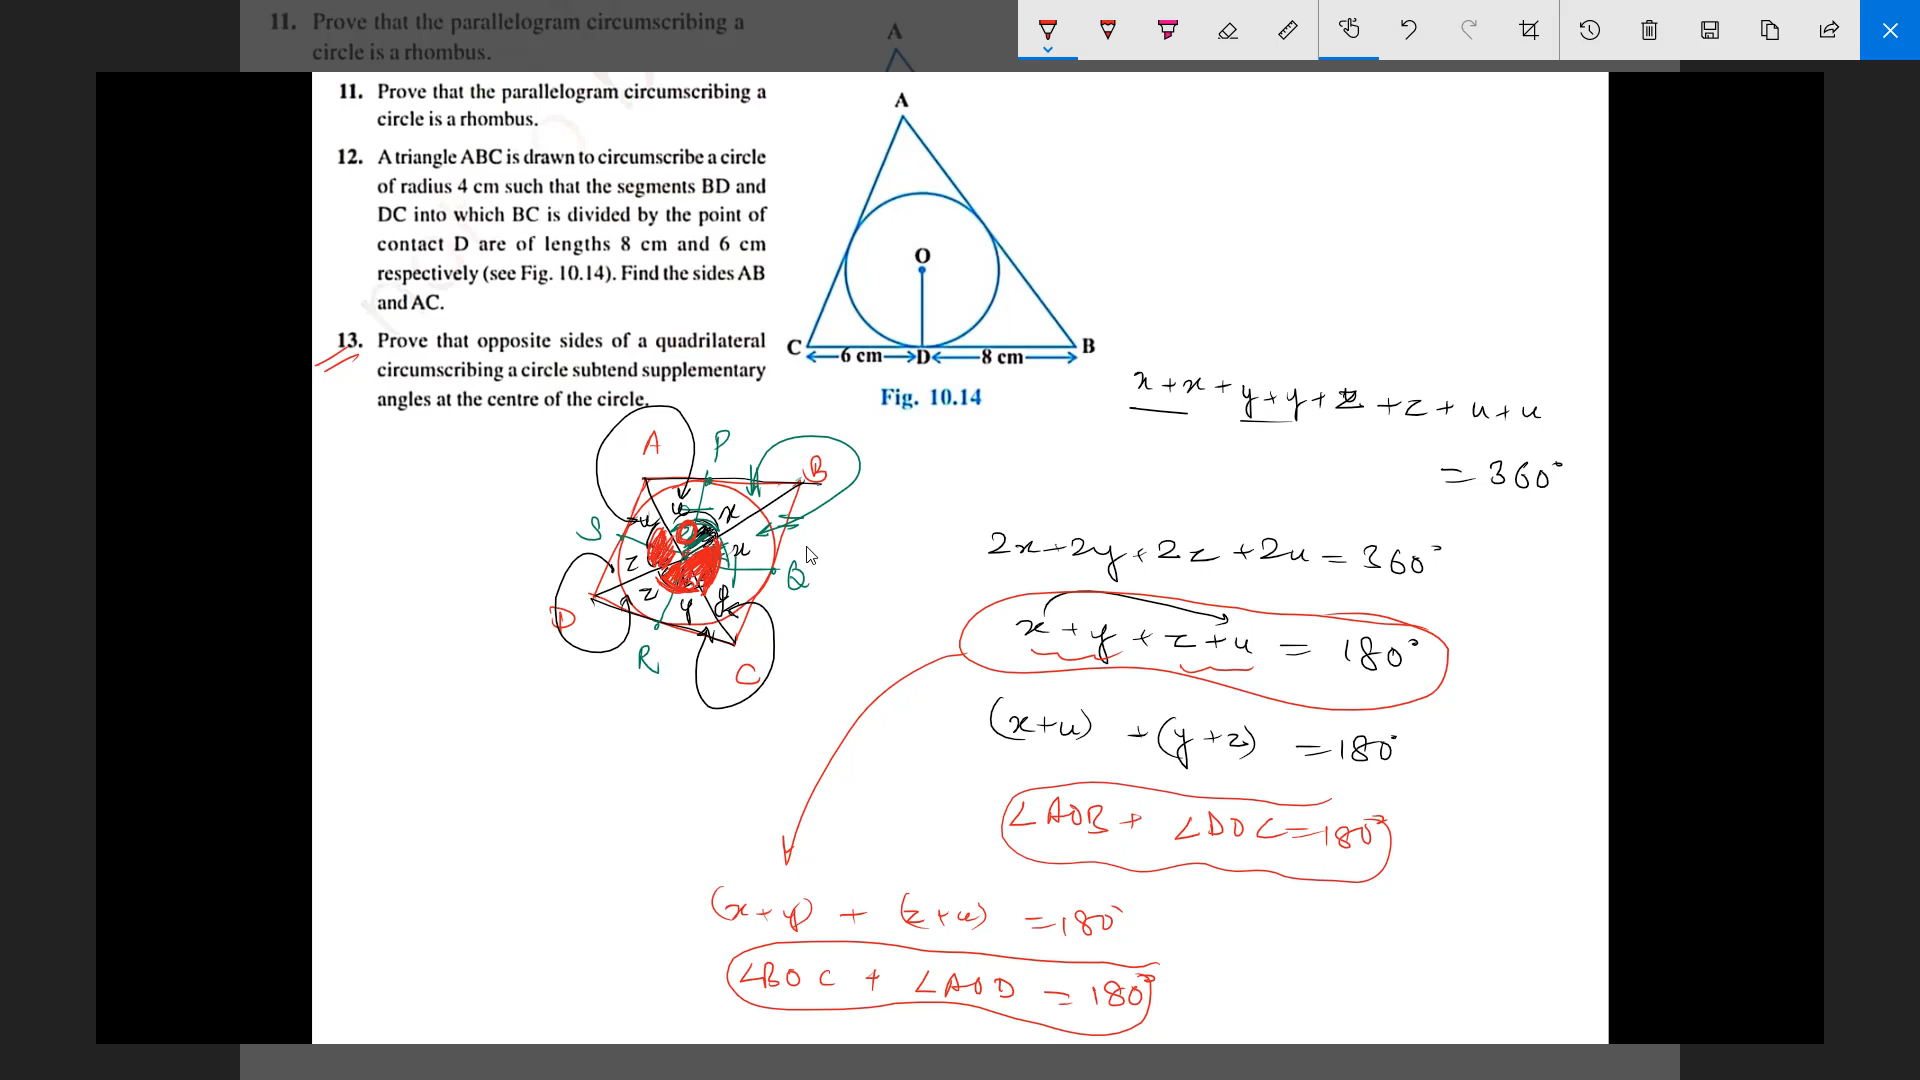 11. Prove that the parallelogram circumscribing a
circle is a rhombus.
A
11. Prove that the parallelogram circumscribing a
circle is a rhombus.
12. A triangle ABC is drawn to circumscribe a circle
of radius 4 cm such that the segments BD and
DC into which BC is divided by the point of
contact D are of lengths 8 cm and 6 cm
respectively (see Fig. 10.14). Find the sides AB
and AC.
13. Prove that opposite sides of a quadrilateral
circumscribing a circle subtend supplementary
angles at the centre of the circle.
A
O
C 6 cm D 8 cm B
Fig. 10.14
A P B
u x
S u x
z Q
z y y
D
R C
x + x + y + y + z + z + u + u
= 360°
2x + 2y + 2z + 2u = 360°
x + y + z + u = 180°
(x + u) + (y + z) = 180°
∠AOB + ∠DOC = 180°
(x + y) + (z + u) = 180°
∠BOC + ∠AOD = 180°